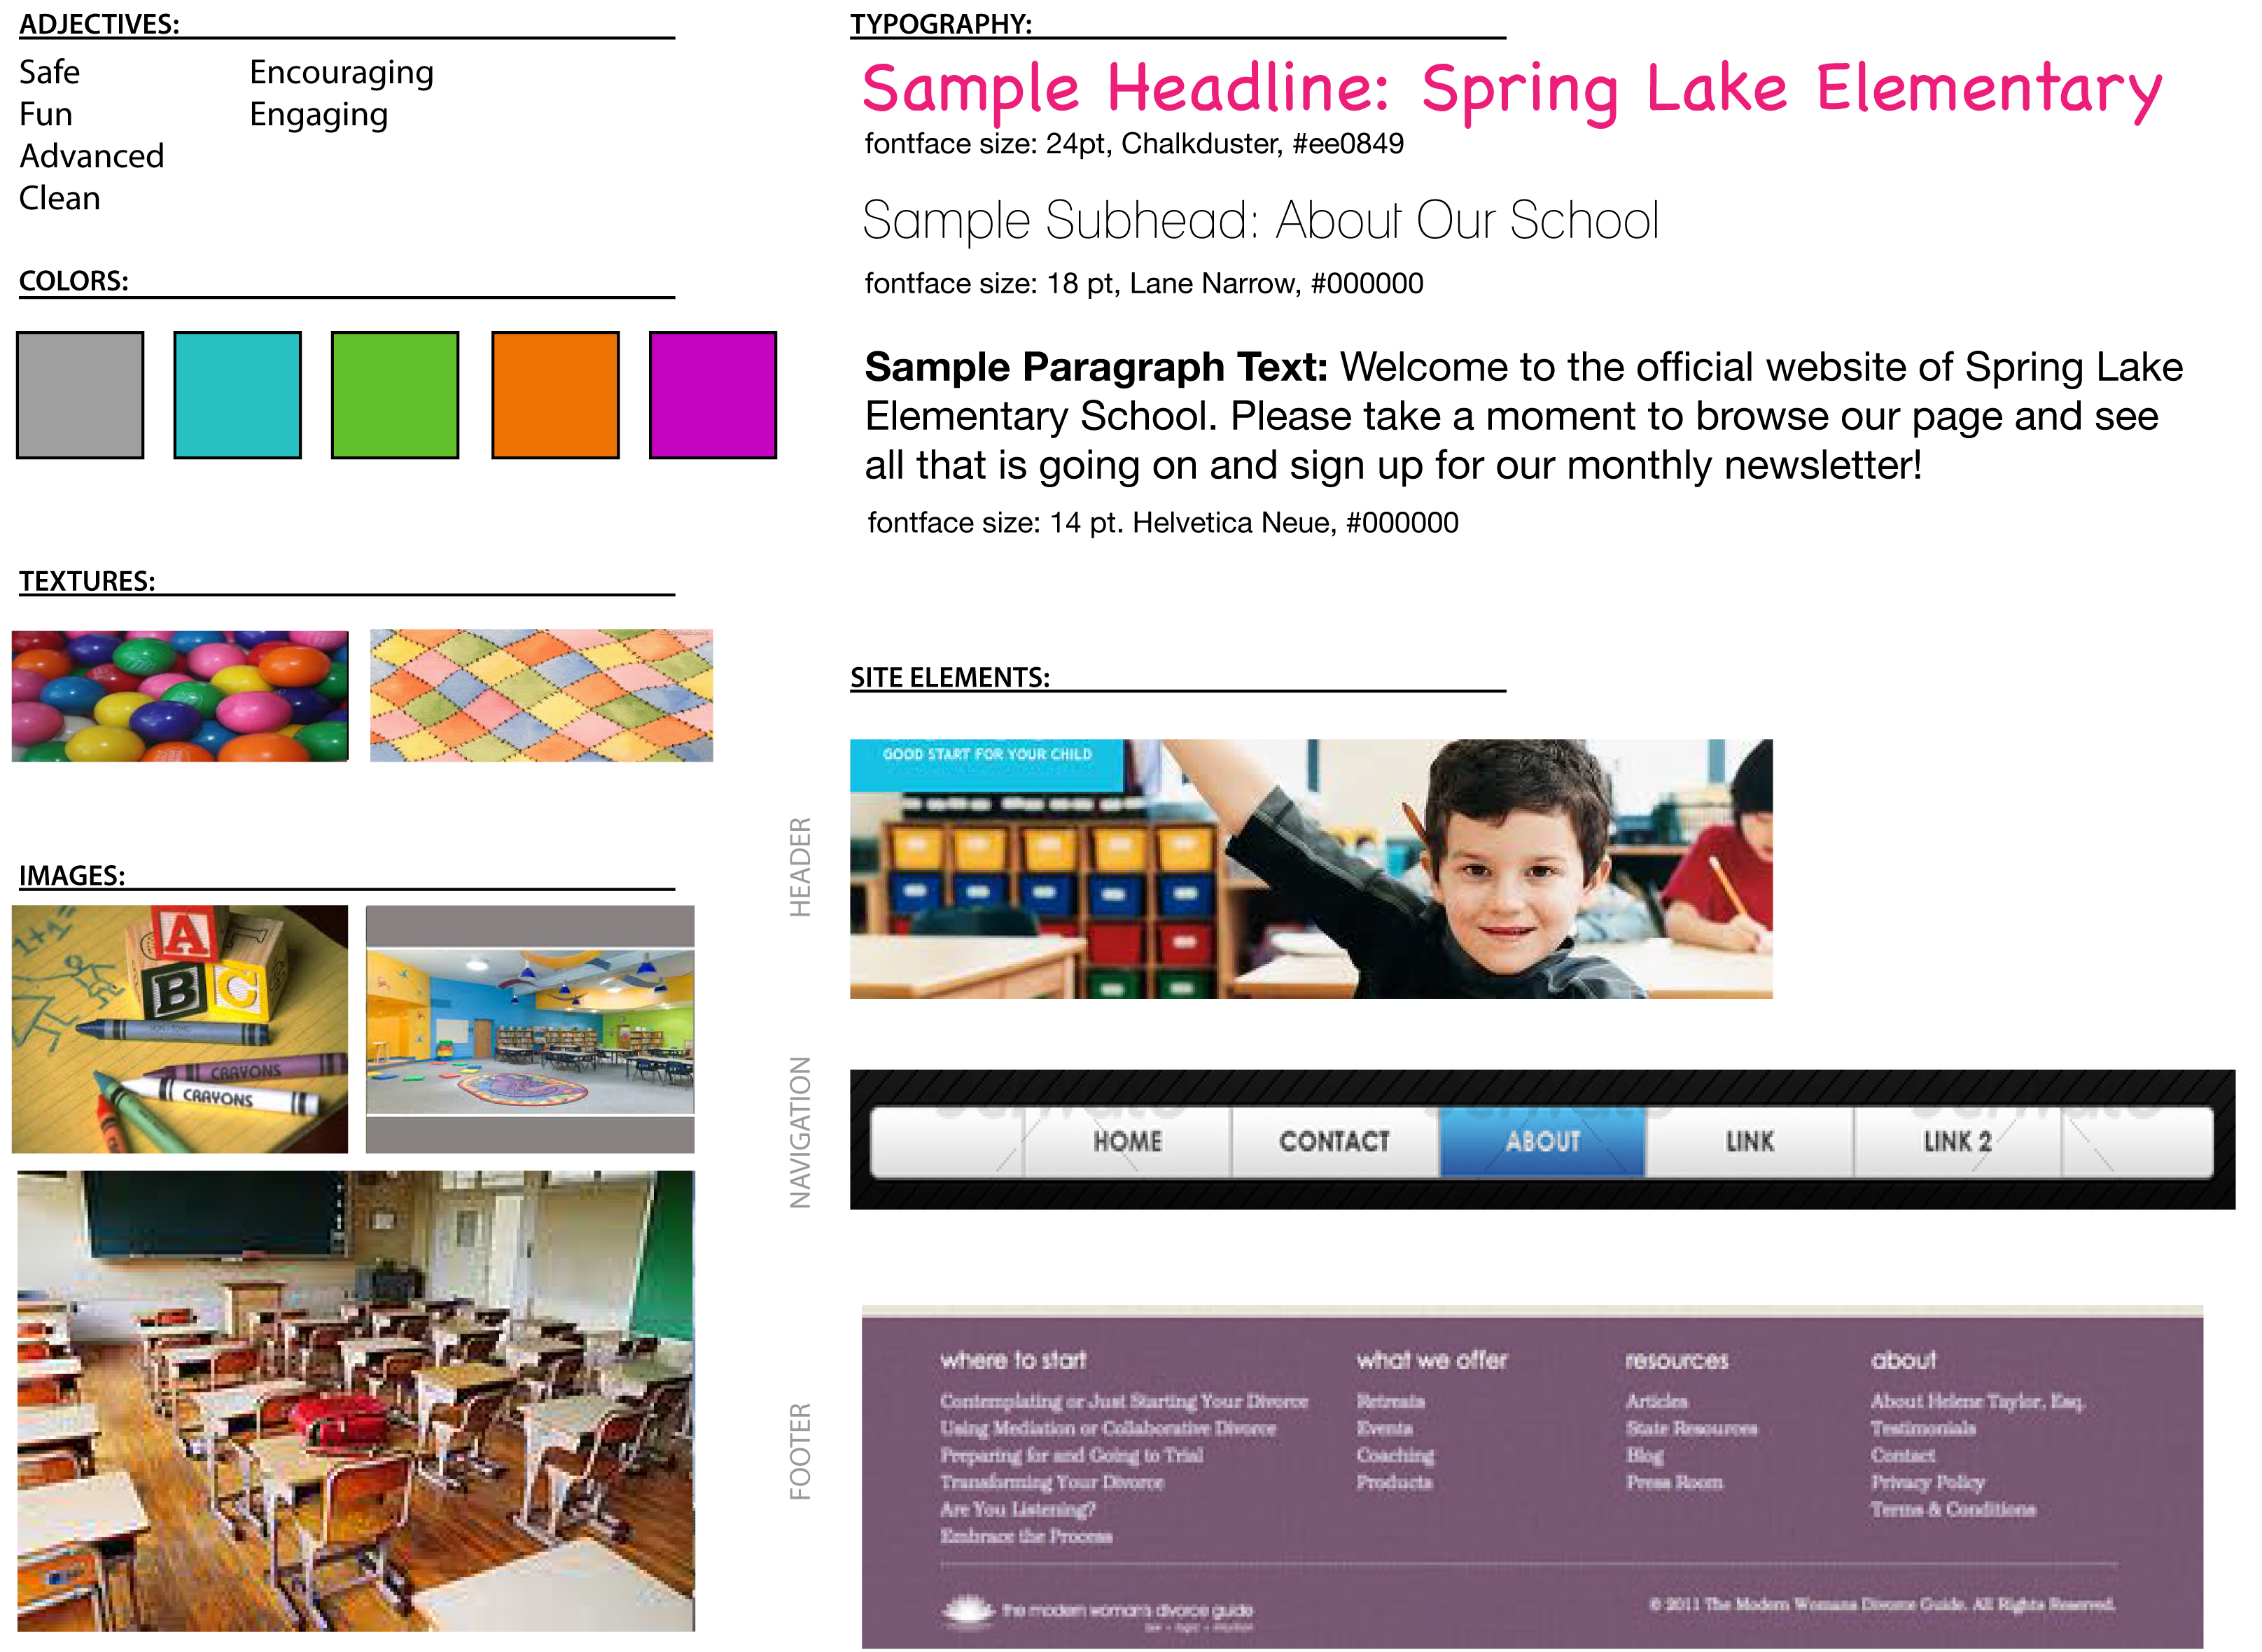 ADJECTIVES:
Safe
Fun
Advanced
Clean
Encouraging
Engaging
COLORS:
TEXTURES:
IMAGES:
1+1
A
B
C
CRAYONS
CRAYONS
TYPOGRAPHY:
Sample Headline: Spring Lake Elementary
fontface size: 24pt, Chalkduster, #ee0849
Sample Subhead: About Our School
fontface size: 18 pt, Lane Narrow, #000000
Sample Paragraph Text: Welcome to the official website of Spring Lake
Elementary School. Please take a moment to browse our page and see
all that is going on and sign up for our monthly newsletter!
fontface size: 14 pt. Helvetica Neue, #000000
SITE ELEMENTS:
HEADER
GOOD START FOR YOUR CHILD
NAVIGATION
HOME
CONTACT
ABOUT
LINK
LINK 2
FOOTER
where to start
Contemplating or Just Starting Your Divorce
Using Mediation or Collaborative Divorce
Preparing for and Going to Trial
Transforming Your Divorce
Are You Listening?
Embrace the Process
what we offer
Retreats
Events
Coaching
Products
resources
Articles
State Resources
Blog
Press Room
about
About Helene Taylor, Esq.
Testimonials
Contact
Privacy Policy
Terms & Conditions
the modern woman's divorce guide
© 2011 The Modern Womans Divorce Guide. All Rights Reserved.